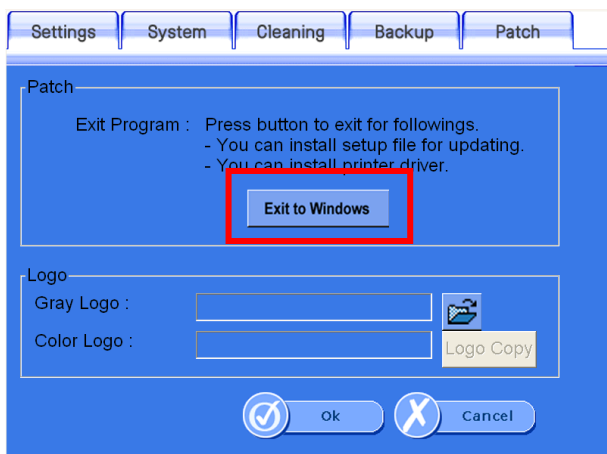 Settings System Cleaning Backup Patch
Patch
Exit Program : Press button to exit for followings.
- You can install setup file for updating.
- You can install printer driver.
Exit to Windows
Logo
Gray Logo :
Color Logo :
Logo Copy
Ok Cancel